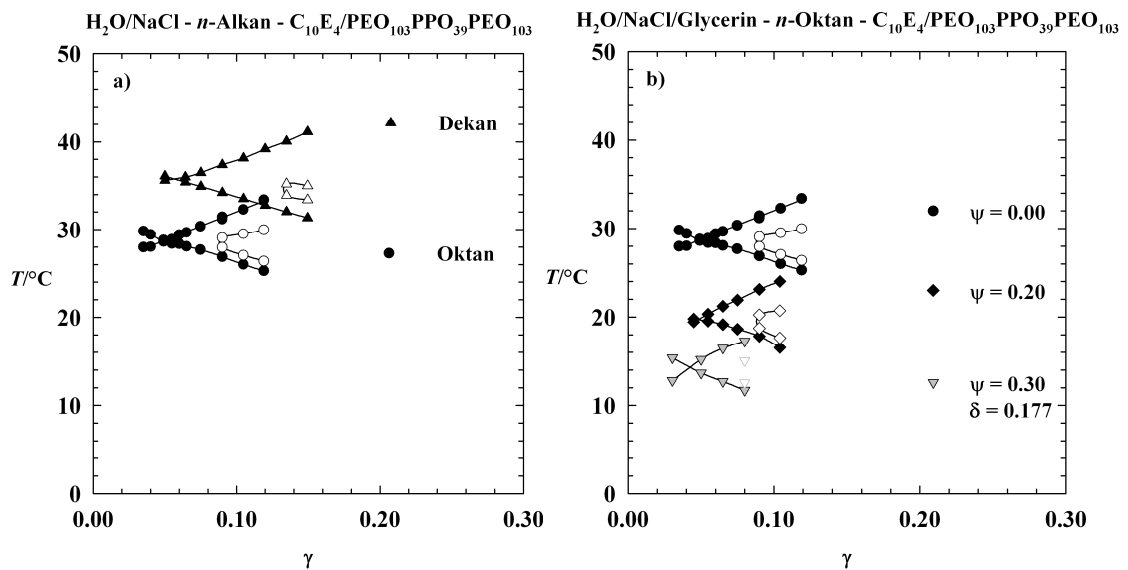 H₂O/NaCl - n-Alkan - C₁₀E₄/PEO₁₀₃PPO₃₉PEO₁₀₃
a)
50
40
30
20
10
0
T/°C
Dekan
Oktan
0.00 0.10 0.20 0.30
γ
H₂O/NaCl/Glycerin - n-Oktan - C₁₀E₄/PEO₁₀₃PPO₃₉PEO₁₀₃
b)
50
40
30
20
10
0
T/°C
ψ = 0.00
ψ = 0.20
ψ = 0.30
δ = 0.177
0.00 0.10 0.20 0.30
γ